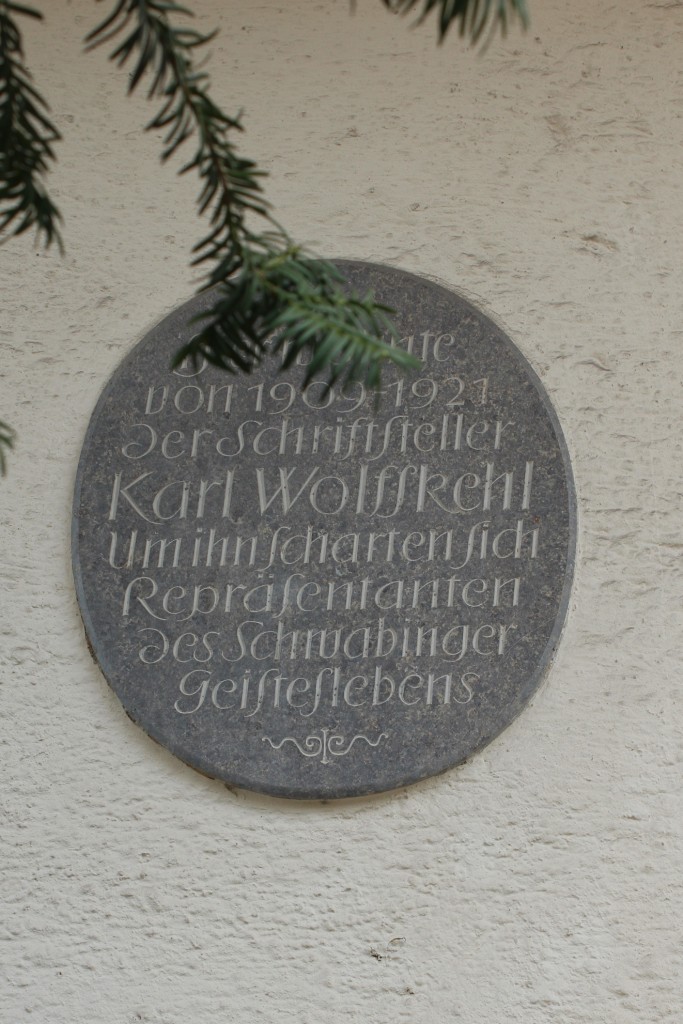 von 1909-1921
der Schriftſteller
Karl Wolfſkehl
Um ihn ſcharten ſich
Repräſentanten
des Schwabinger
Geiſteſlebens